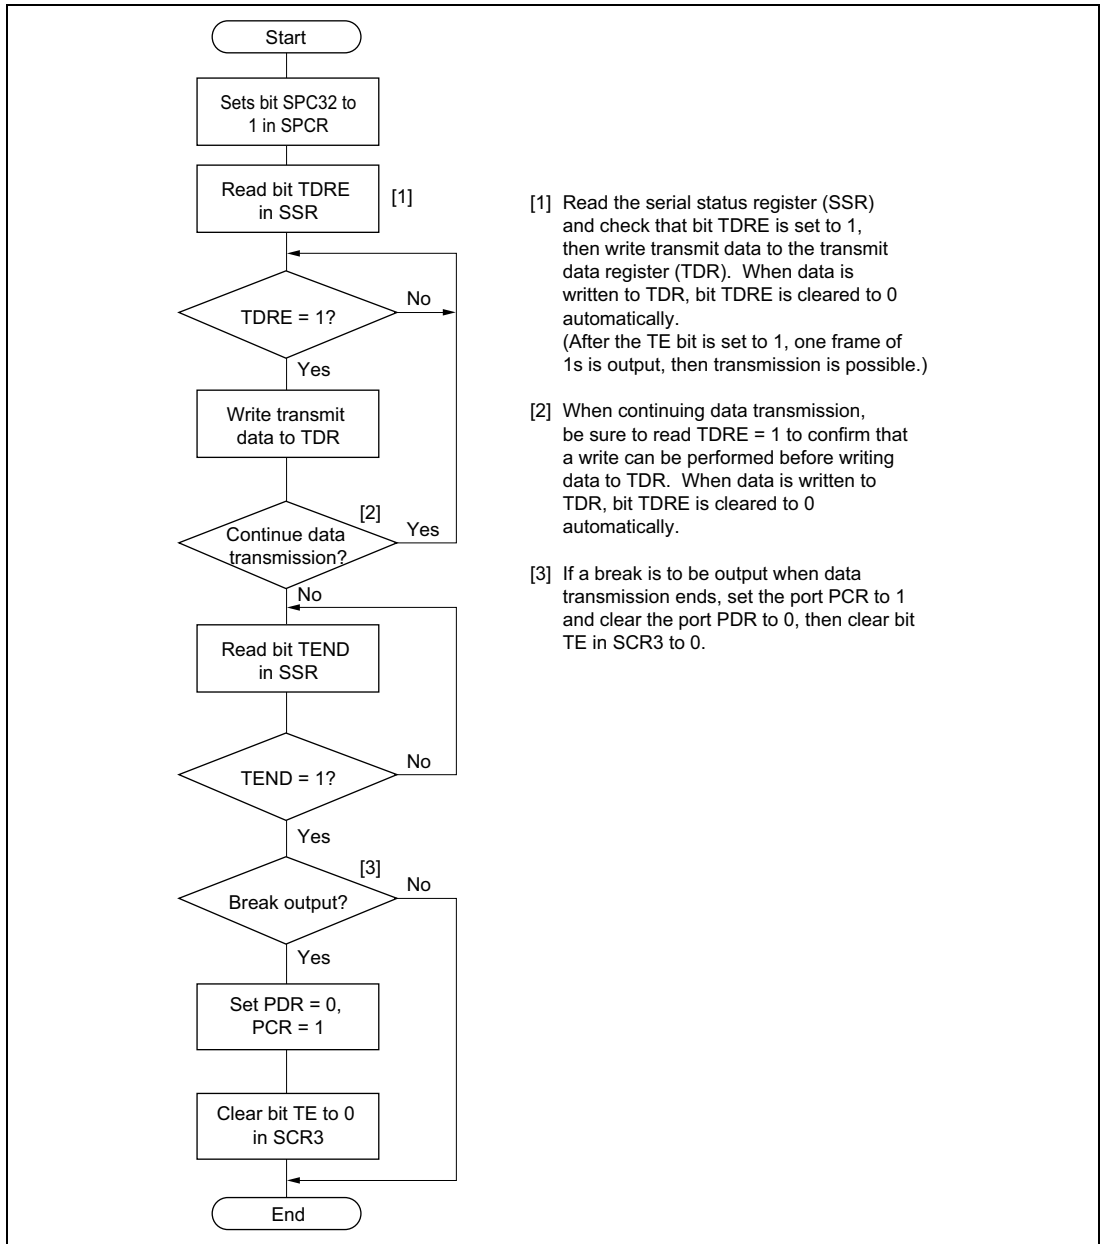 Start
Sets bit SPC32 to
1 in SPCR
Read bit TDRE
in SSR
[1]
TDRE = 1?
No
Yes
Write transmit
data to TDR
[2]
Continue data
transmission?
Yes
No
Read bit TEND
in SSR
TEND = 1?
No
Yes
[3]
Break output?
No
Yes
Set PDR = 0,
PCR = 1
Clear bit TE to 0
in SCR3
End
[1] Read the serial status register (SSR)
and check that bit TDRE is set to 1,
then write transmit data to the transmit
data register (TDR). When data is
written to TDR, bit TDRE is cleared to 0
automatically.
(After the TE bit is set to 1, one frame of
1s is output, then transmission is possible.)
[2] When continuing data transmission,
be sure to read TDRE = 1 to confirm that
a write can be performed before writing
data to TDR. When data is written to
TDR, bit TDRE is cleared to 0
automatically.
[3] If a break is to be output when data
transmission ends, set the port PCR to 1
and clear the port PDR to 0, then clear bit
TE in SCR3 to 0.